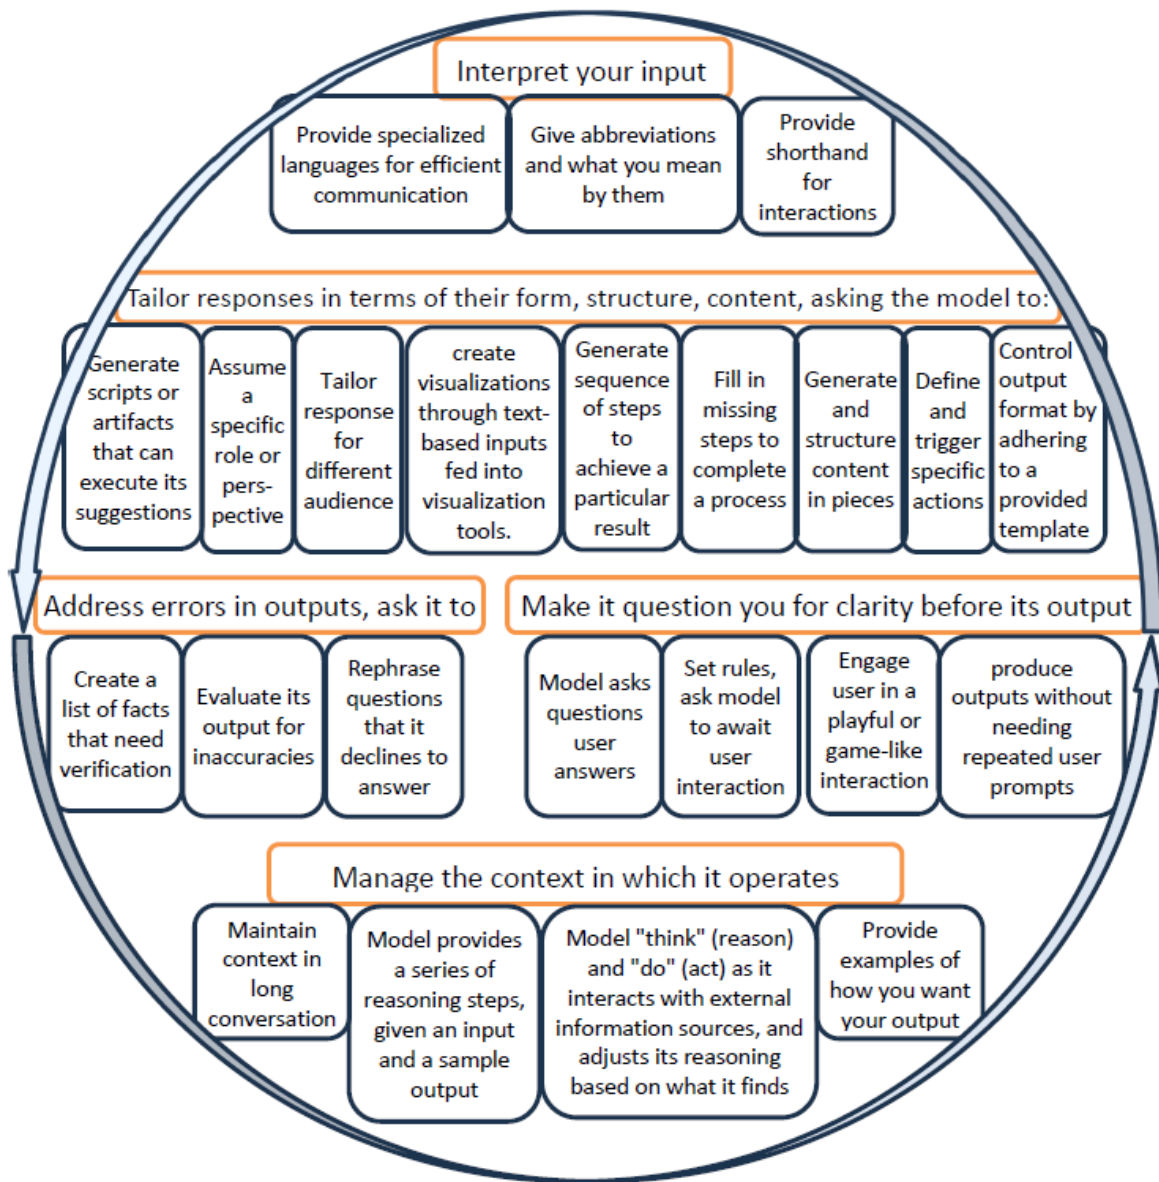 Interpret your input
Provide specialized
languages for efficient
communication
Give abbreviations
and what you mean
by them
Provide
shorthand
for
interactions
Tailor responses in terms of their form, structure, content, asking the model to:
Generate
scripts or
artifacts
that can
execute its
suggestions
Assume
a
specific
role or
pers-
pective
Tailor
response
for
different
audience
create
visualizations
through text-
based inputs
fed into
visualization
tools.
Generate
sequence
of steps
to
achieve a
particular
result
Fill in
missing
steps to
complete
a process
Generate
and
structure
content
in pieces
Define
and
trigger
specific
actions
Control
output
format by
adhering
to a
provided
template
Address errors in outputs, ask it to
Create a
list of facts
that need
verification
Evaluate its
output for
inaccuracies
Rephrase
questions
that it
declines to
answer
Make it question you for clarity before its output
Model asks
questions
user
answers
Set rules,
ask model
to await
user
interaction
Engage
user in a
playful or
game-like
interaction
produce
outputs without
needing
repeated user
prompts
Manage the context in which it operates
Maintain
context in
long
conversation
Model provides
a series of
reasoning steps,
given an input
and a sample
output
Model "think" (reason)
and "do" (act) as it
interacts with external
information sources, and
adjusts its reasoning
based on what it finds
Provide
examples of
how you want
your output